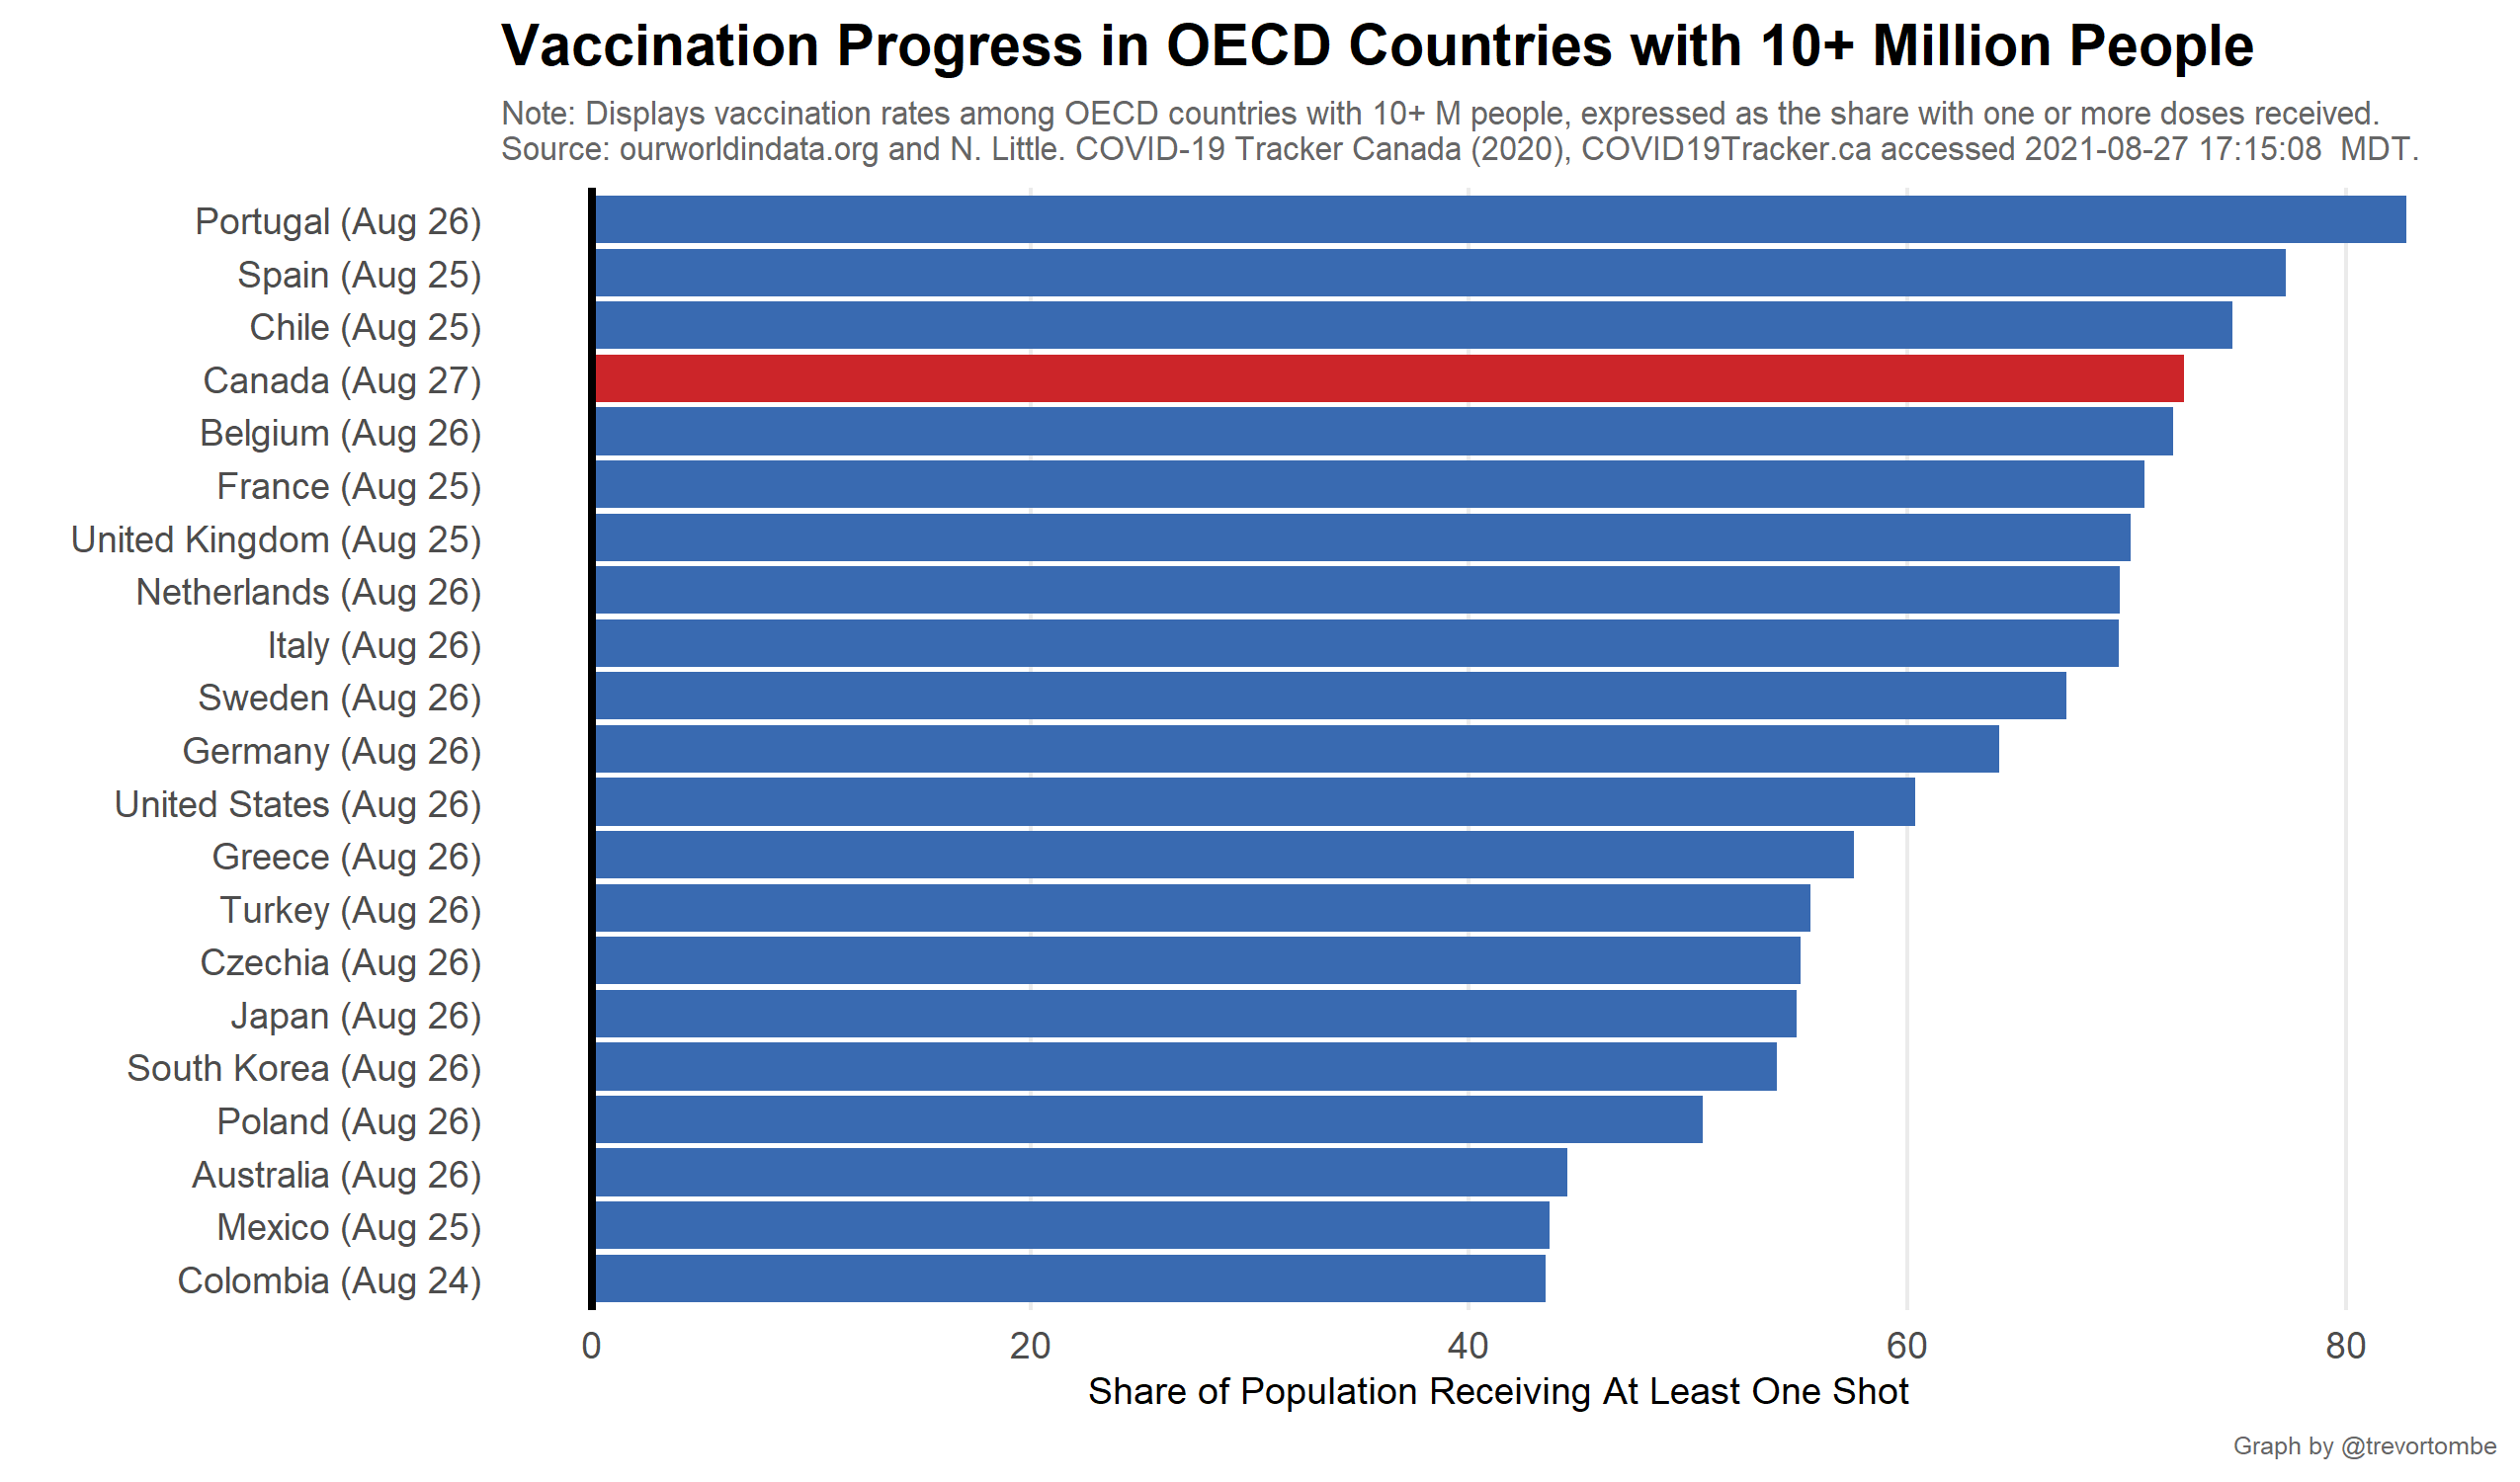 Vaccination Progress in OECD Countries with 10+ Million People
Note: Displays vaccination rates among OECD countries with 10+ M people, expressed as the share with one or more doses received.
Source: ourworldindata.org and N. Little. COVID-19 Tracker Canada (2020), COVID19Tracker.ca accessed 2021-08-27 17:15:08  MDT.
Portugal (Aug 26)
Spain (Aug 25)
Chile (Aug 25)
Canada (Aug 27)
Belgium (Aug 26)
France (Aug 25)
United Kingdom (Aug 25)
Netherlands (Aug 26)
Italy (Aug 26)
Sweden (Aug 26)
Germany (Aug 26)
United States (Aug 26)
Greece (Aug 26)
Turkey (Aug 26)
Czechia (Aug 26)
Japan (Aug 26)
South Korea (Aug 26)
Poland (Aug 26)
Australia (Aug 26)
Mexico (Aug 25)
Colombia (Aug 24)
0 20 40 60 80
Share of Population Receiving At Least One Shot
Graph by @trevortombe